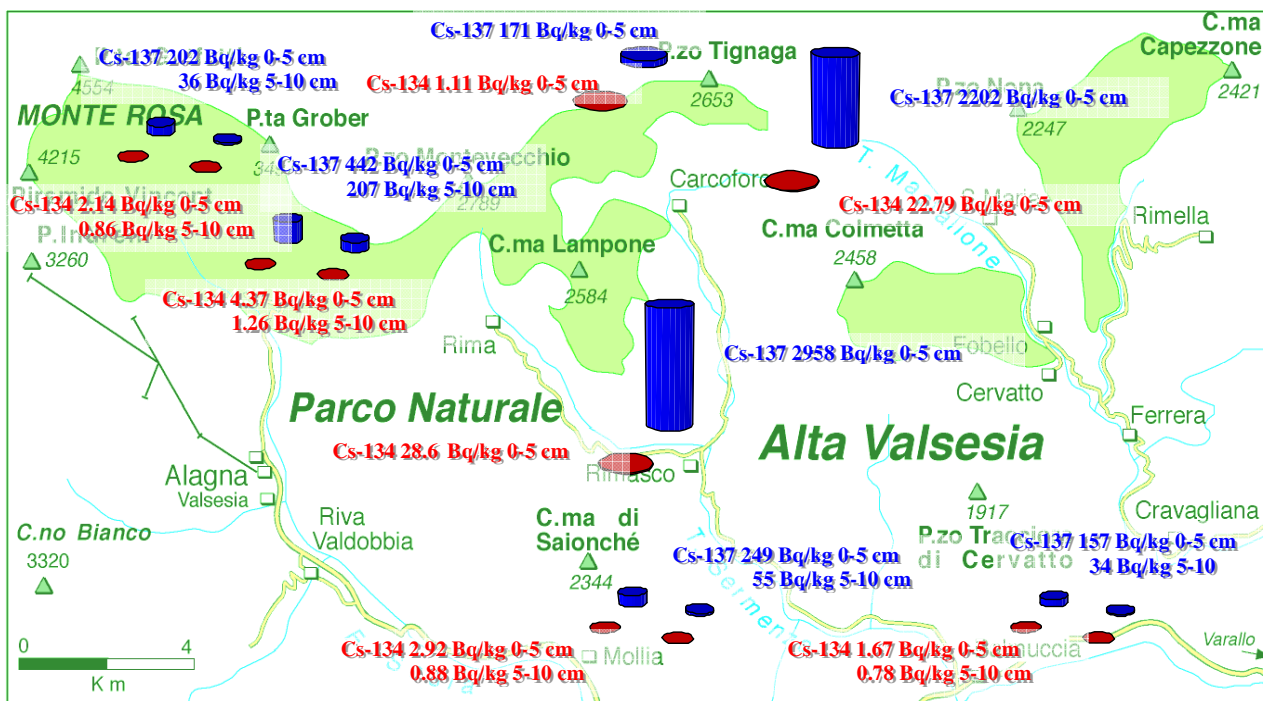 Cs-137 171 Bq/kg 0-5 cm
C.ma
Capezzone
2421
P.zo Tignaga
2653
Cs-137 202 Bq/kg 0-5 cm
36 Bq/kg 5-10 cm
4554
Cs-134 1.11 Bq/kg 0-5 cm
Cs-137 2202 Bq/kg 0-5 cm
2247
MONTE ROSA
P.ta Grober
4215
Cs-137 442 Bq/kg 0-5 cm
207 Bq/kg 5-10 cm
P.zo Montevecchio
2789
Carcoforo
Piramide Vincent
Cs-134 2.14 Bq/kg 0-5 cm
0.86 Bq/kg 5-10 cm
Cs-134 22.79 Bq/kg 0-5 cm
S.Maria
Rimella
P.Indren
3260
C.ma Lampone
2584
C.ma Colmetta
2458
Cs-134 4.37 Bq/kg 0-5 cm
1.26 Bq/kg 5-10 cm
Rima
Cs-137 2958 Bq/kg 0-5 cm
Fobello
Cervatto
Parco Naturale
Alta Valsesia
Ferrera
Cs-134 28.6 Bq/kg 0-5 cm
Rimasco
Alagna
Valsesia
1917
Cravagliana
C.no Bianco
3320
Riva
Valdobbia
C.ma di
Saionché
2344
P.zo
di Cervatto
Cs-137 249 Bq/kg 0-5 cm
55 Bq/kg 5-10 cm
Cs-137 157 Bq/kg 0-5 cm
34 Bq/kg 5-10
T. Sermenta
Cs-134 2.92 Bq/kg 0-5 cm
0.88 Bq/kg 5-10 cm
Mollia
Cs-134 1.67 Bq/kg 0-5 cm
0.78 Bq/kg 5-10 cm
Varallo
0 4
K m